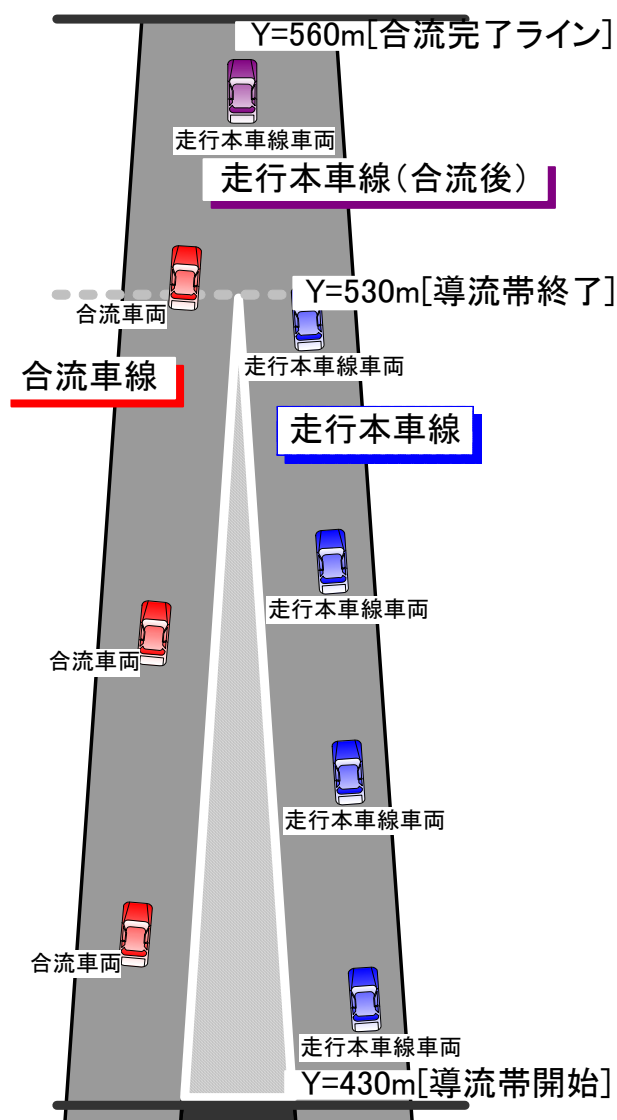 Y=560m[合流完了ライン]
走行本車線車両
走行本車線(合流後)
Y=530m[導流帯終了]
合流車両
走行本車線車両
合流車線
走行本車線
走行本車線車両
合流車両
走行本車線車両
合流車両
走行本車線車両
Y=430m[導流帯開始]